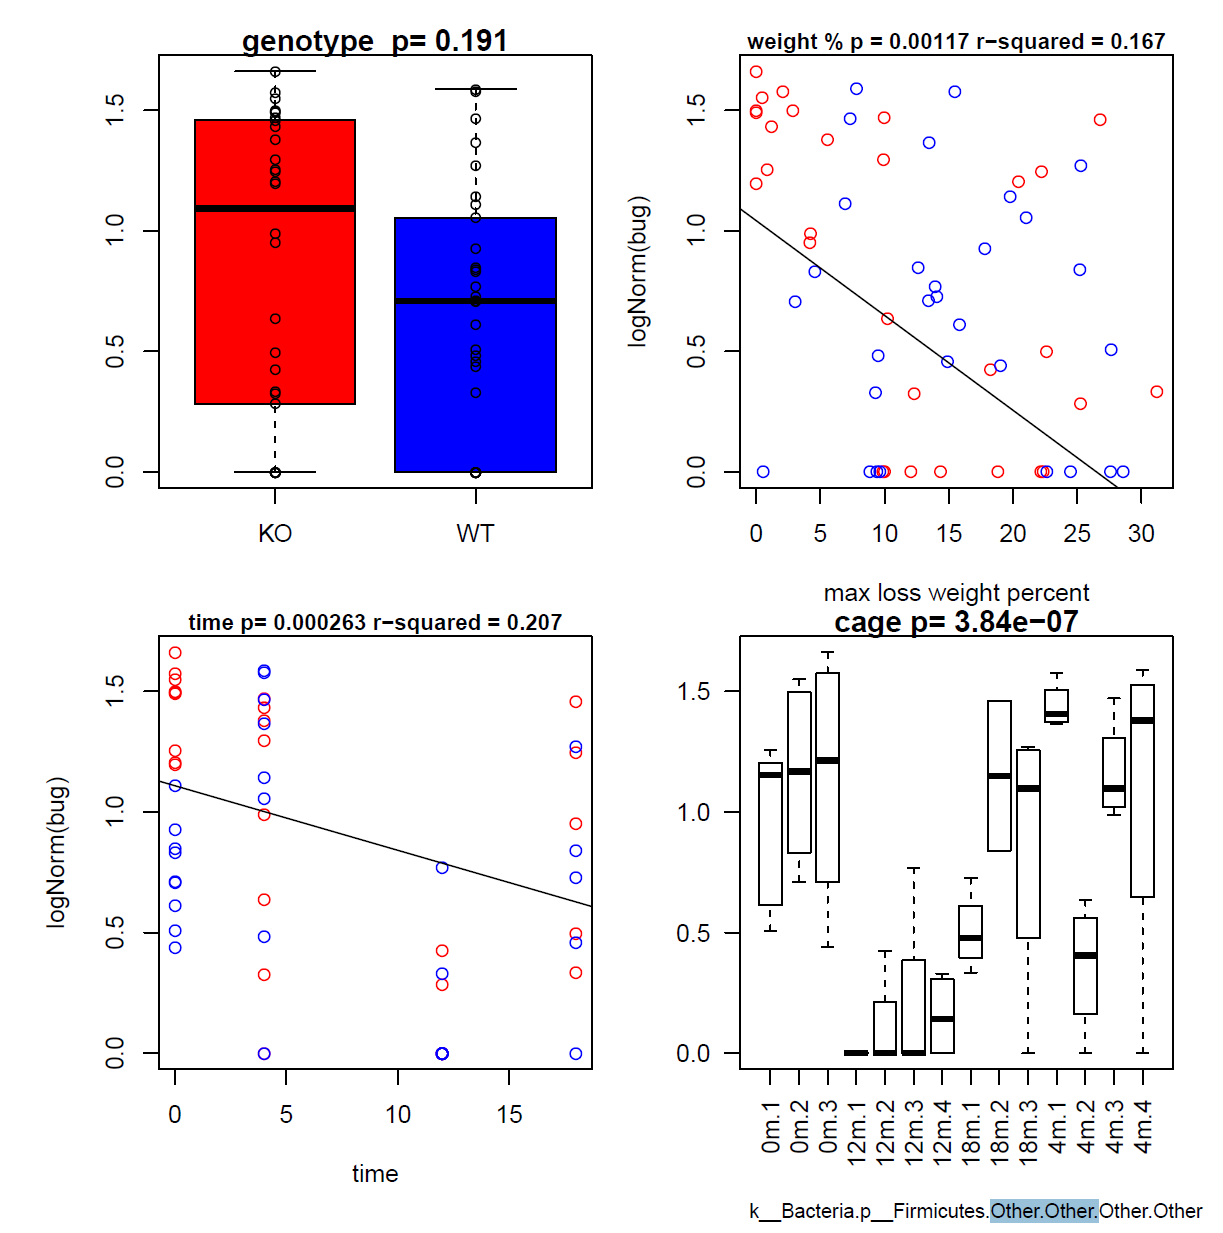 genotype  p= 0.191
1.5
1.0
0.5
0.0
KO WT
weight % p = 0.00117 r−squared = 0.167
logNorm(bug)
1.5
1.0
0.5
0.0
0 5 10 15 20 25 30
max loss weight percent
time p= 0.000263 r−squared = 0.207
logNorm(bug)
1.5
1.0
0.5
0.0
0 5 10 15
time
cage p= 3.84e−07
1.5
1.0
0.5
0.0
0m.1 0m.2 0m.3 12m.1 12m.2 12m.3 12m.4 18m.1 18m.2 18m.3 4m.1 4m.2 4m.3 4m.4
k__Bacteria.p__Firmicutes.Other.Other.Other.Other